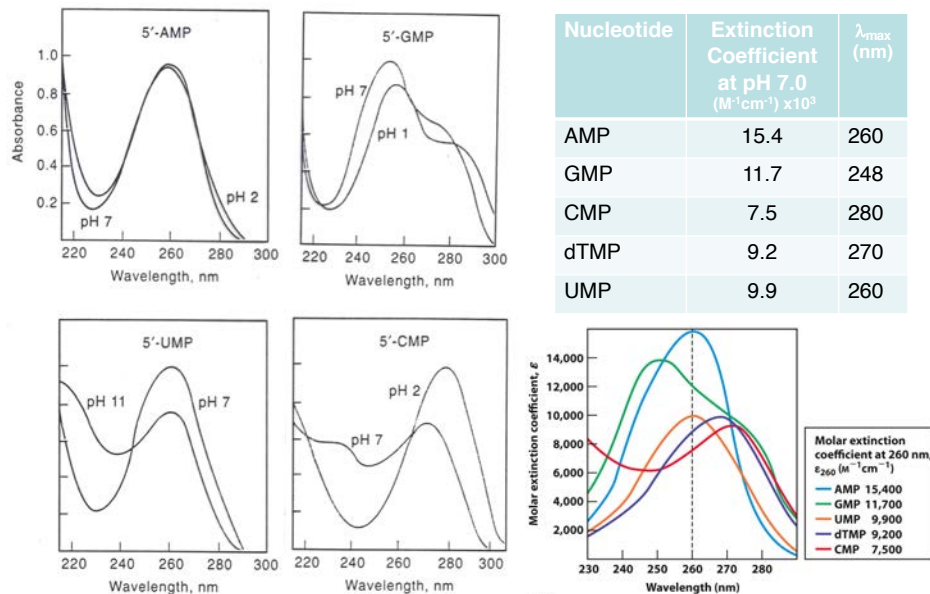 5′-AMP
1.0
0.8
0.6
0.4
0.2
Absorbance
pH 7
pH 2
220 240 260 280 300
Wavelength, nm
5′-GMP
pH 7
pH 1
220 240 260 280 300
Wavelength, nm
Nucleotide
Extinction
Coefficient
at pH 7.0
(M-1cm-1) x10³
λmax
(nm)
AMP 15.4 260
GMP 11.7 248
CMP 7.5 280
dTMP 9.2 270
UMP 9.9 260
5′-UMP
pH 11
pH 7
220 240 260 280 300
Wavelength, nm
5′-CMP
pH 2
pH 7
220 240 260 280 300
Wavelength, nm
14,000
12,000
10,000
8,000
6,000
4,000
2,000
Molar extinction coefficient, ε
230 240 250 260 270 280
Wavelength (nm)
Molar extinction
coefficient at 260 nm,
ε260 (M−1cm−1)
AMP 15,400
GMP 11,700
UMP 9,900
dTMP 9,200
CMP 7,500